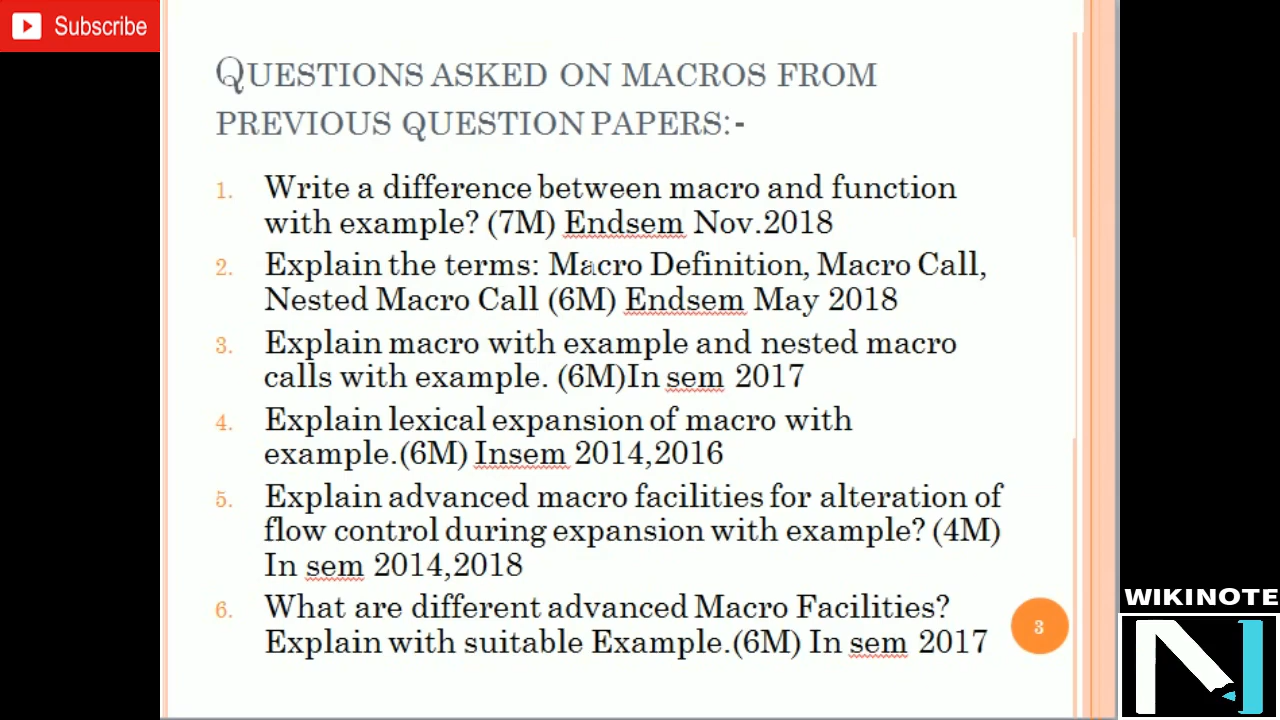 Subscribe
QUESTIONS ASKED ON MACROS FROM
PREVIOUS QUESTION PAPERS:-
1. Write a difference between macro and function
with example? (7M) Endsem Nov.2018
2. Explain the terms: Macro Definition, Macro Call,
Nested Macro Call (6M) Endsem May 2018
3. Explain macro with example and nested macro
calls with example. (6M)In sem 2017
4. Explain lexical expansion of macro with
example.(6M) Insem 2014,2016
5. Explain advanced macro facilities for alteration of
flow control during expansion with example? (4M)
In sem 2014,2018
6. What are different advanced Macro Facilities?
Explain with suitable Example.(6M) In sem 2017
3
WIKINOTE
N